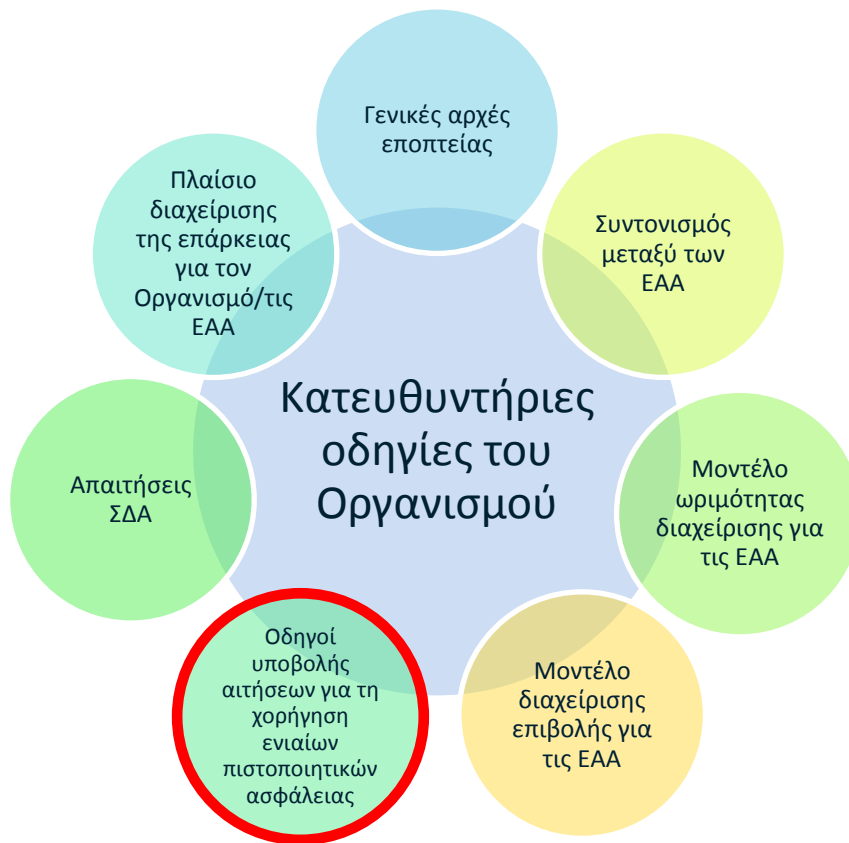 Γενικές αρχές
εποπτείας
Συντονισμός
μεταξύ των
ΕΑΑ
Μοντέλο
ωριμότητας
διαχείρισης για
τις ΕΑΑ
Μοντέλο
διαχείρισης
επιβολής για
τις ΕΑΑ
Οδηγοί
υποβολής
αιτήσεων για τη
χορήγηση
ενιαίων
πιστοποιητικών
ασφάλειας
Απαιτήσεις
ΣΔΑ
Πλαίσιο
διαχείρισης
της επάρκειας
για τον
Οργανισμό/τις
ΕΑΑ
Κατευθυντήριες
οδηγίες του
Οργανισμού